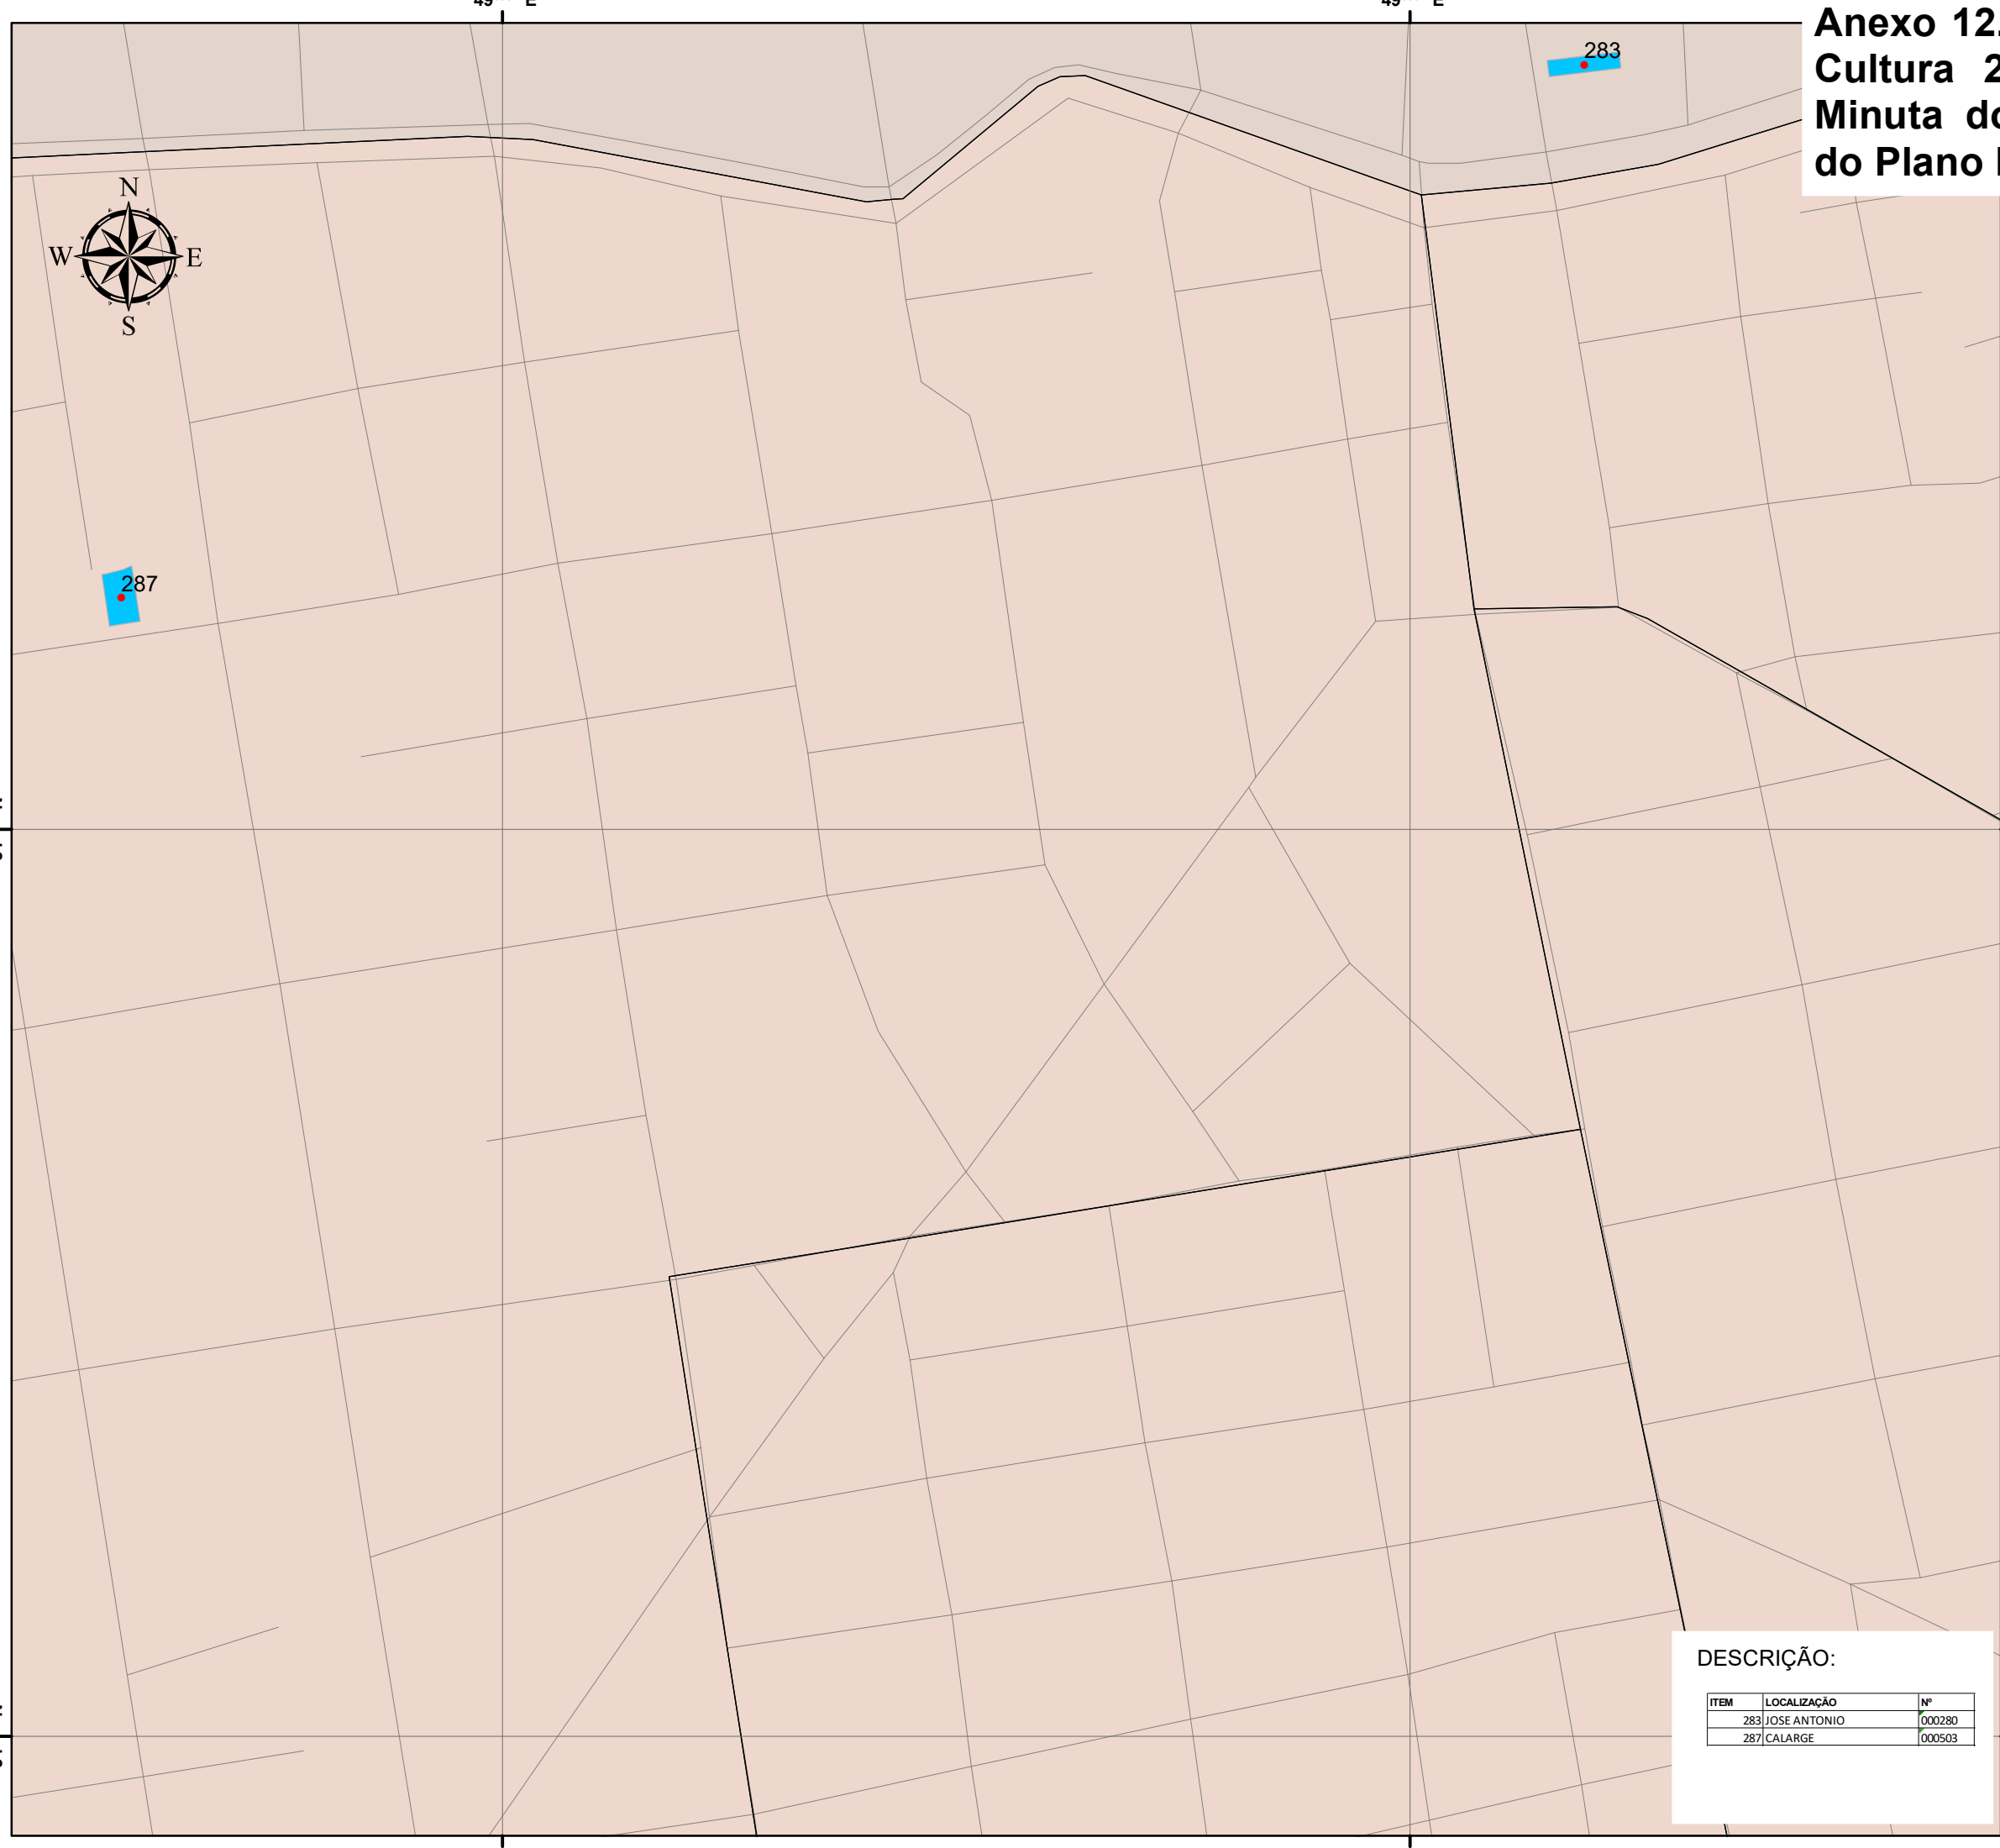 Anexo 12.
Cultura 2
Minuta do
do Plano
283
N
W E
S
287
DESCRIÇÃO:
ITEM LOCALIZAÇÃO Nº
283 JOSE ANTONIO 000280
287 CALARGE 000503